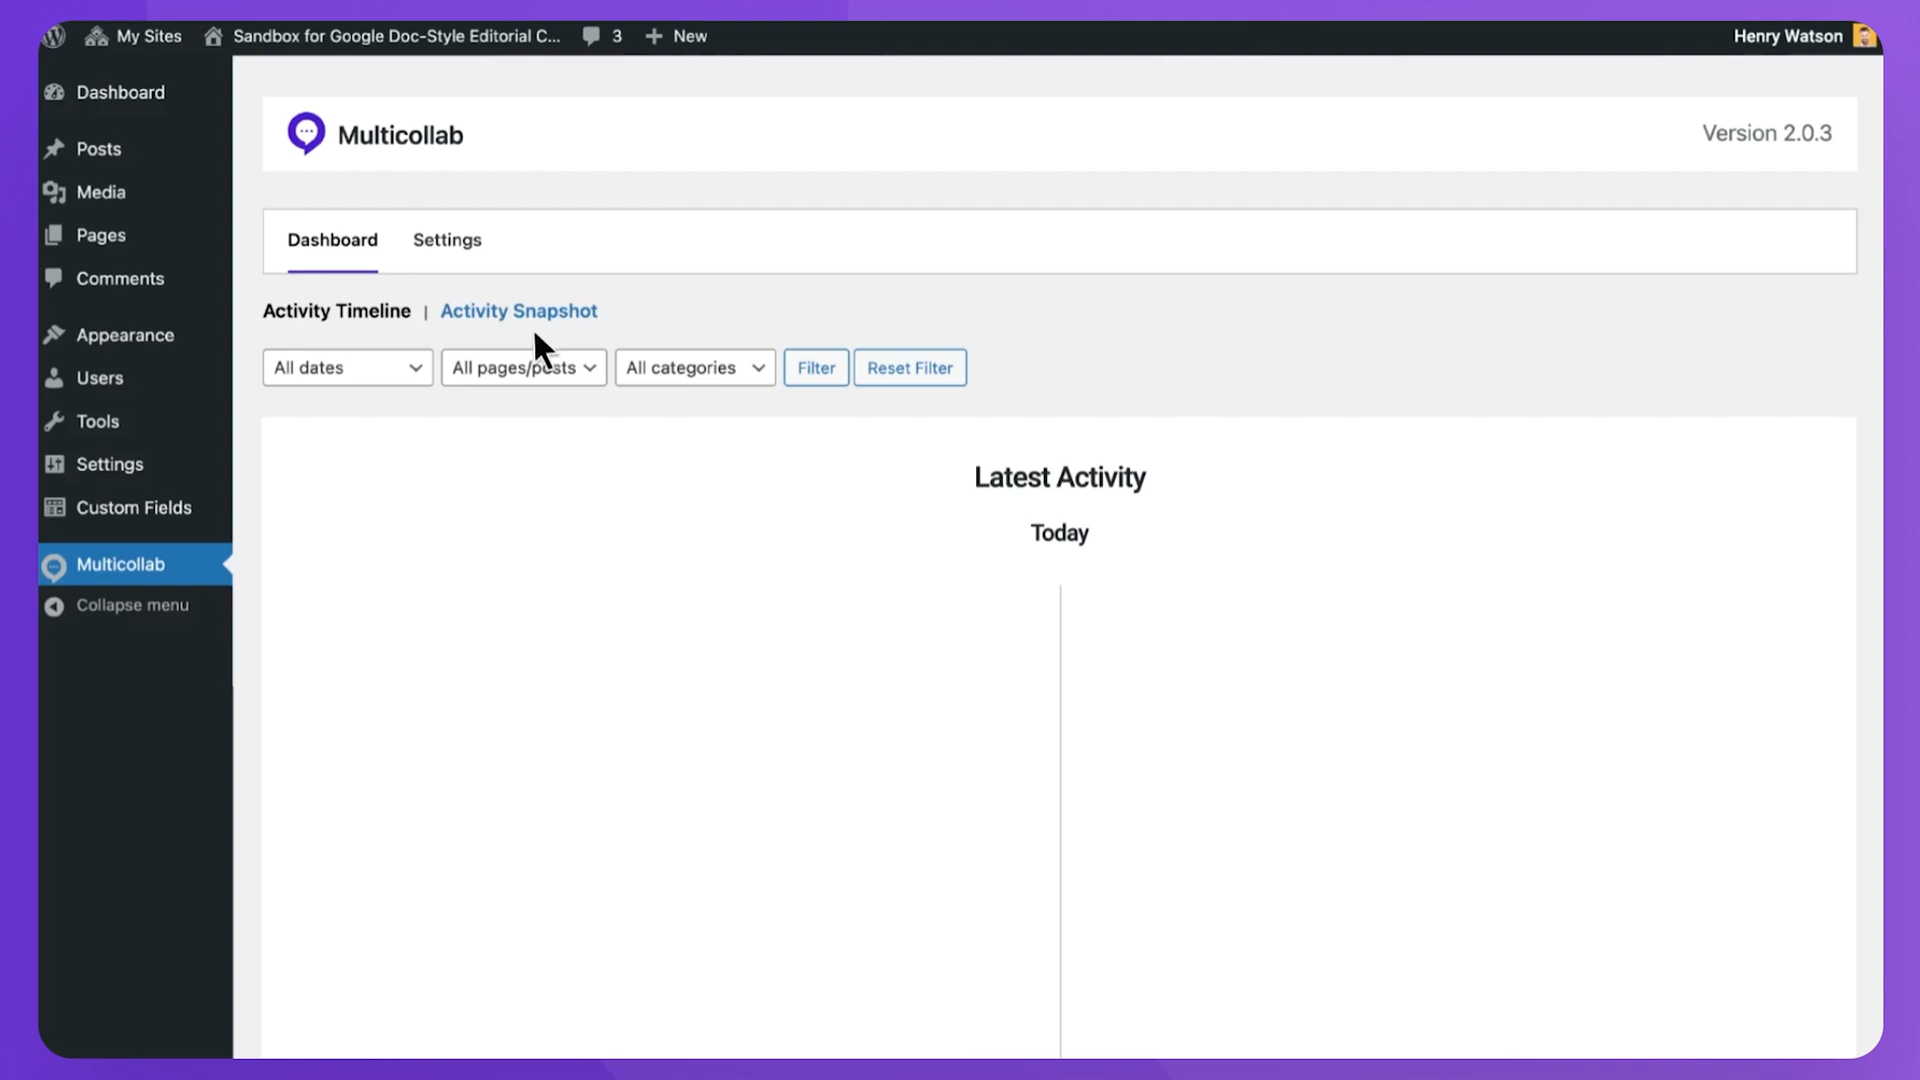 My Sites
Sandbox for Google Doc-Style Editorial C...
3
New
Henry Watson
Dashboard
Posts
Media
Pages
Comments
Appearance
Users
Tools
Settings
Custom Fields
Multicollab
Collapse menu
Multicollab
Version 2.0.3
Dashboard
Settings
Activity Timeline | Activity Snapshot
All dates
All pages/posts
All categories
Filter
Reset Filter
Latest Activity
Today